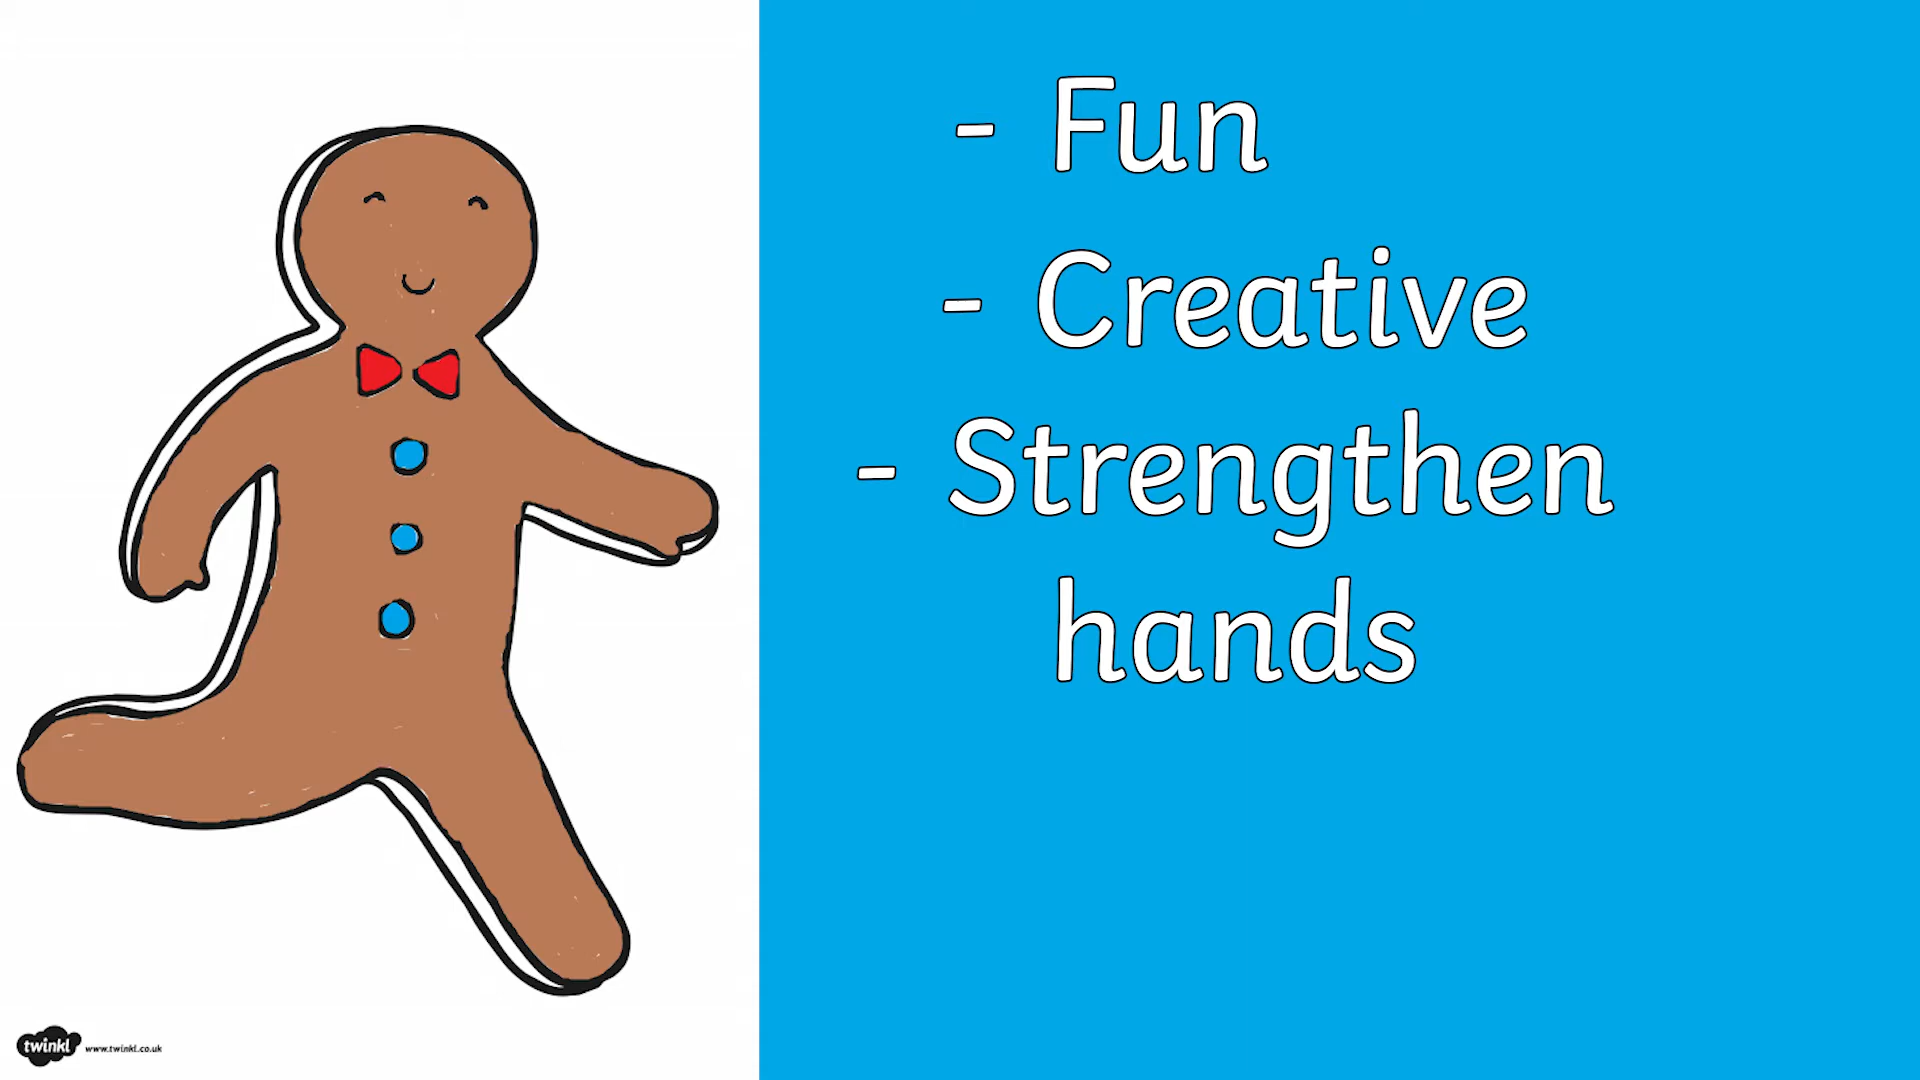 - Fun
- Creative
- Strengthen
hands
twinkl www.twinkl.co.uk